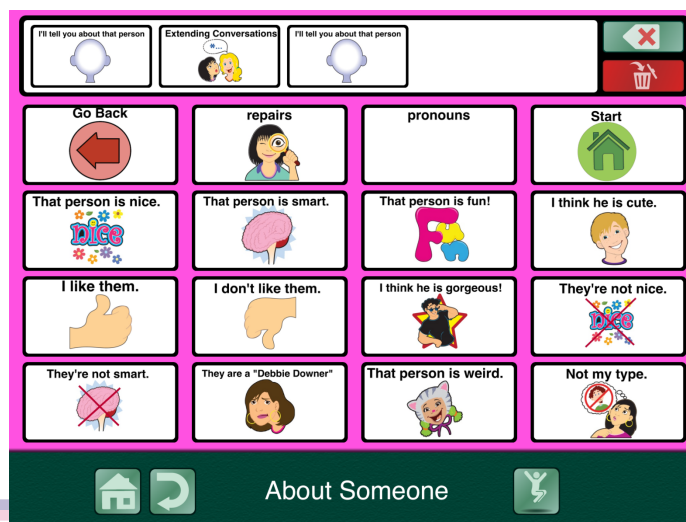 I'll tell you about that person
Extending Conversations
I'll tell you about that person
"...
Go Back
repairs
pronouns
Start
That person is nice.
That person is smart.
That person is fun!
I think he is cute.
nice
Fun
I like them.
I don't like them.
I think he is gorgeous!
They're not nice.
nice
They're not smart.
They are a "Debbie Downer"
That person is weird.
Not my type.
About Someone